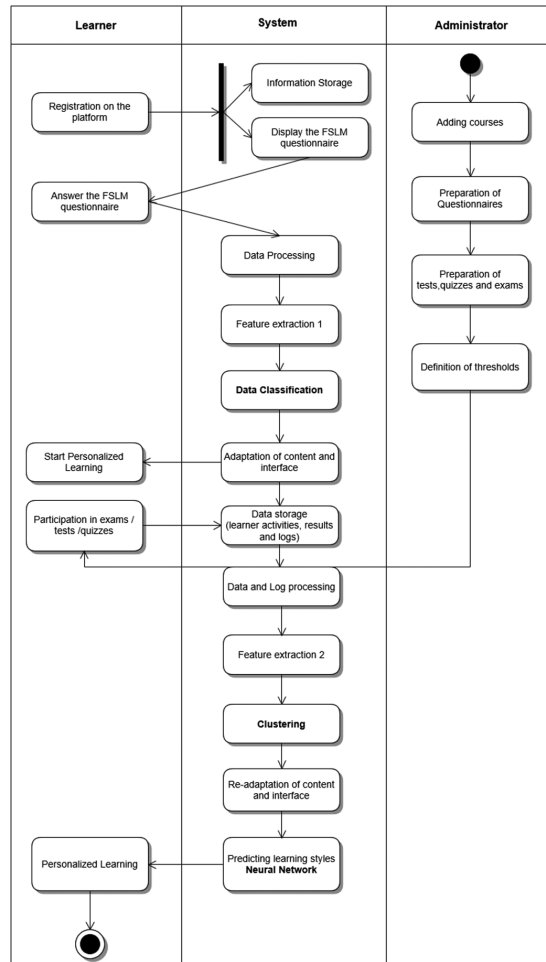 Learner
System
Administrator
Information Storage
Registration on the
platform
Adding courses
Display the FSLM
questionnaire
Answer the FSLM
questionnaire
Preparation of
Questionnaires
Data Processing
Preparation of
tests,quizzes and exams
Feature extraction 1
Definition of thresholds
Data Classification
Start Personalized
Learning
Adaptation of content and
interface
Participation in exams /
tests /quizzes
Data storage
(learner activities, results
and logs)
Data and Log processing
Feature extraction 2
Clustering
Re-adaptation of content
and interface
Personalized Learning
Predicting learning styles
Neural Network